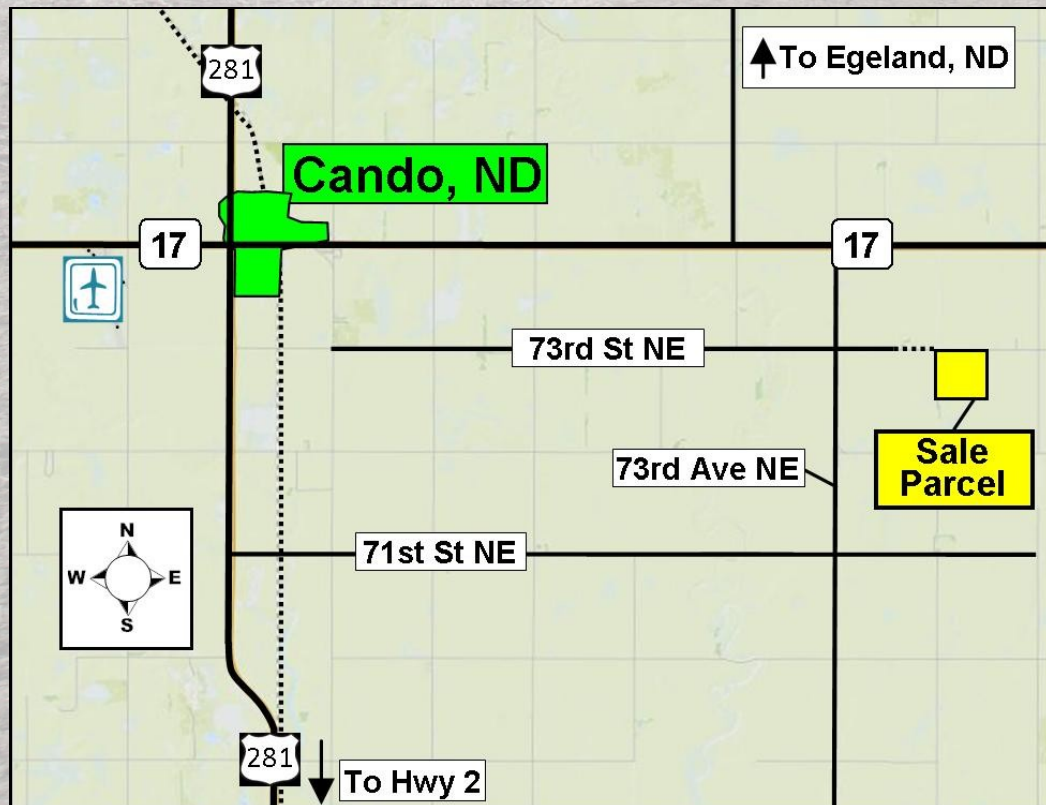 281
To Egeland, ND
Cando, ND
17
17
73rd St NE
73rd Ave NE
Sale
Parcel
71st St NE
N
W
E
S
281
To Hwy 2